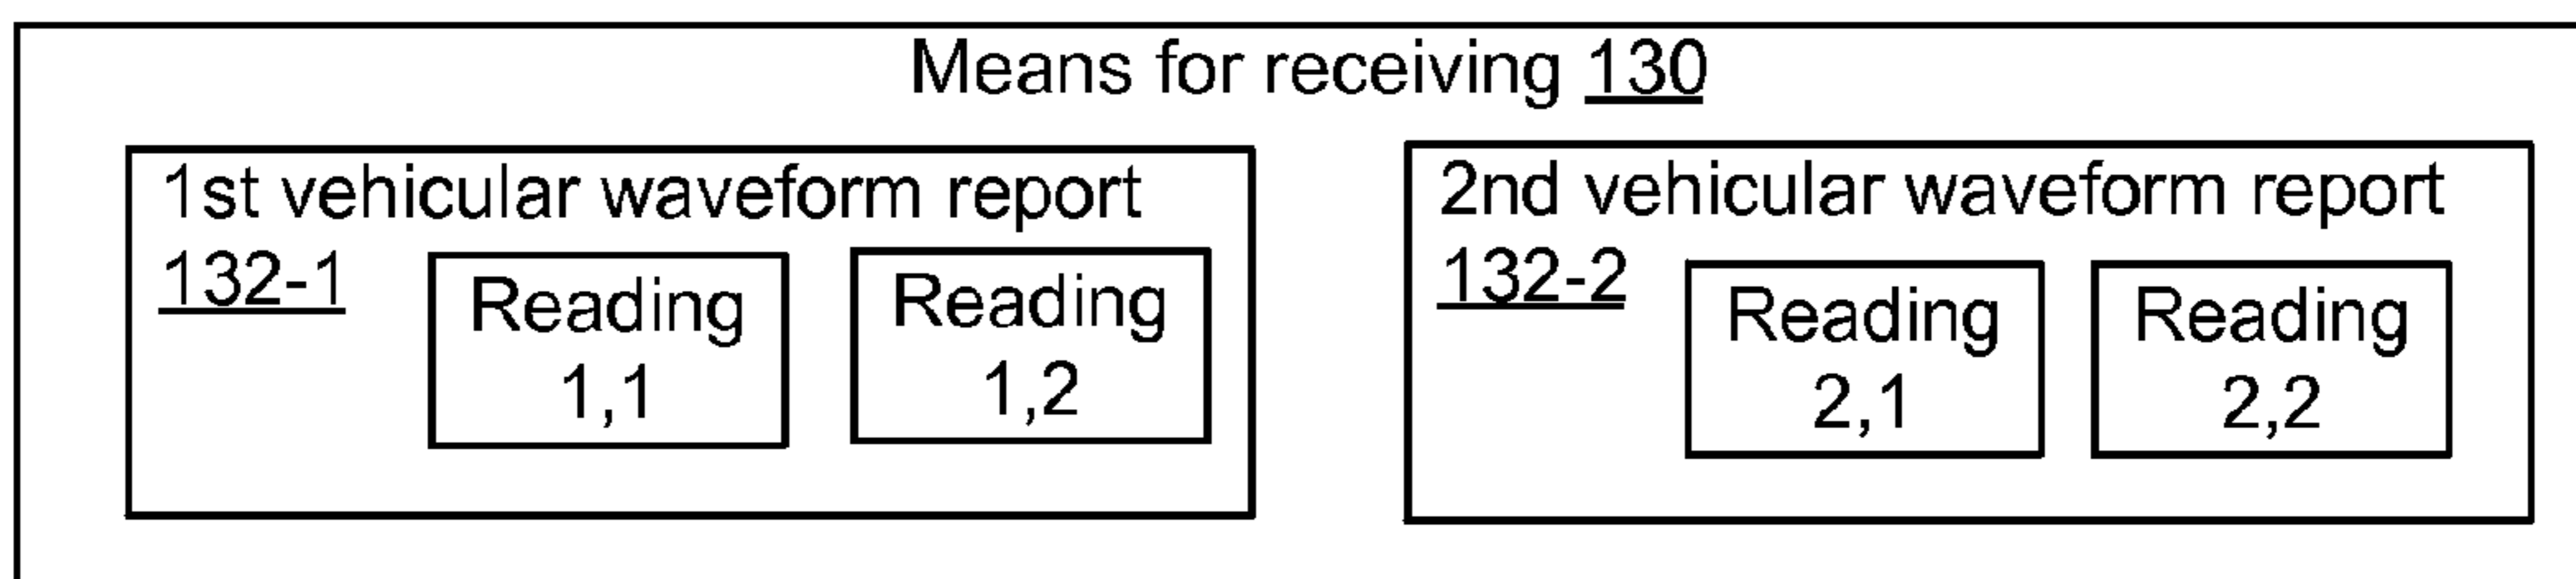 Means for receiving 130
1st vehicular waveform report
132-1
Reading
1,1
Reading
1,2
2nd vehicular waveform report
132-2
Reading
2,1
Reading
2,2